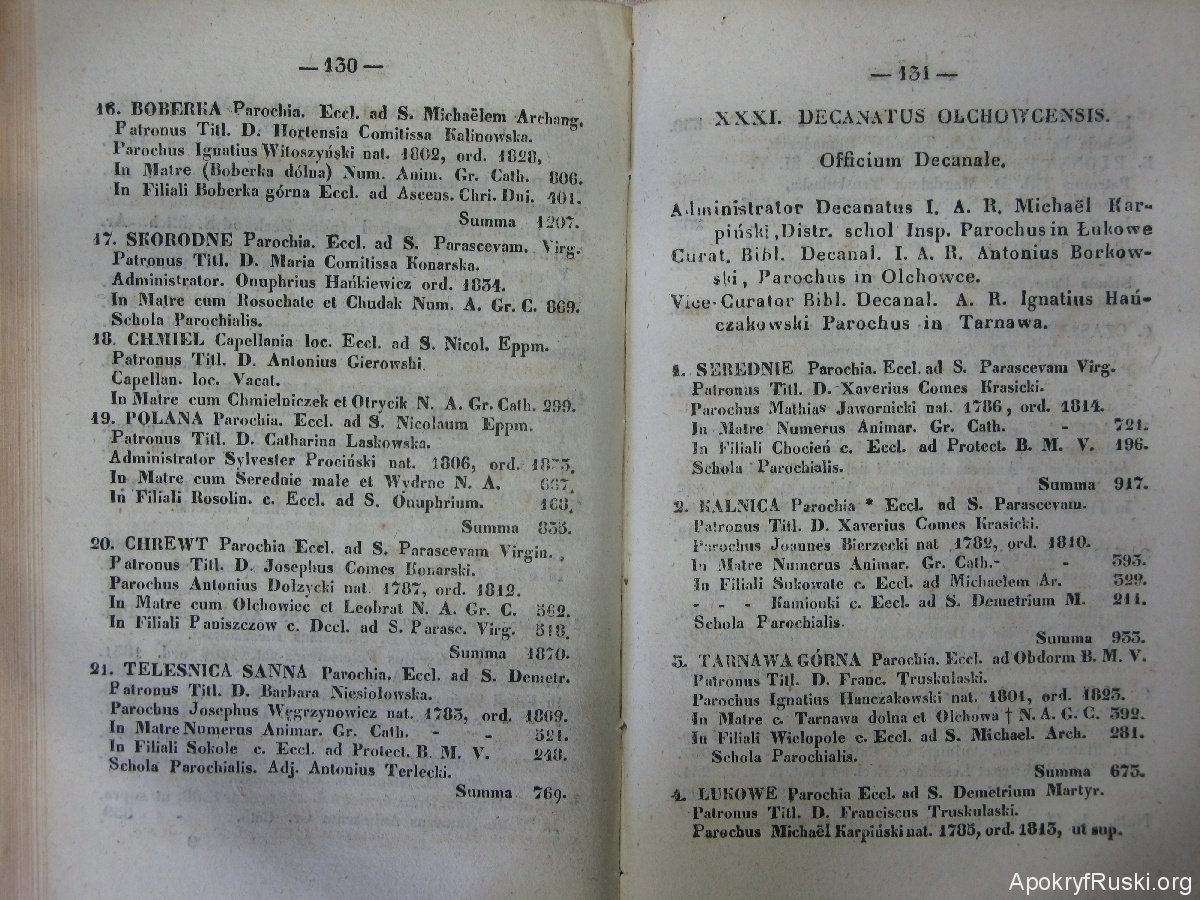 — 130 —
16. BOBERKA Parochia. Eccl. ad S. Michaëlem Archang.
Patronus Titl. D. Hortensia Comitissa Kalinowska.
Parochus Ignatius Witoszyński nat. 1802, ord. 1828,
In Matre (Boberka dólna) Num. Anim. Gr. Cath. 806.
In Filiali Boberka górna Eccl. ad Ascens. Chri. Dni. 401.
Summa 1207.
17. SKORODNE Parochia. Eccl. ad S. Parascevam. Virg.
Patronus Titl. D. Maria Comitissa Konarska.
Administrator. Onuphrius Hańkiewicz ord. 1834.
In Matre cum Rosochate et Chudak Num. A. Gr. C. 869.
Schola Parochialis.
18. CHMIEL Capellania loc. Eccl. ad S. Nicol. Eppm.
Patronus Titl. D. Antonius Gierowski
Capellan. loc. Vacat.
In Matre cum Chmielniczek et Otrycik N. A. Gr. Cath. 299.
19. POLANA Parochia. Eccl. ad S. Nicolaum Eppm.
Patronus Titl. D. Catharina Laskowska.
Administrator Sylvester Prociński nat. 1806, ord.
In Matre cum Serednie małe et Wydrne N. A. 667.
In Filiali Rosolin. c. Eccl. ad S. Onuphrium. 168.
Summa 835.
20. CHREWT Parochia Eccl. ad S. Parascevam Virgin.
Patronus Titl. D. Josephus Comes Konarski.
Parochus Antonius Dołzycki nat. 1787, ord. 1812.
In Matre cum Olchowiec et Leobrat N. A. Gr. C. 562.
In Filiali Paniszczow c. Dccl. ad S. Parasc. Virg. 518.
Summa 1870.
21. TELESNICA SANNA Parochia. Eccl. ad S. Demetr.
Patronus Titl. D. Barbara Niesiolowska.
Parochus Josephus Węgrzynowicz nat. 1783, ord. 1869.
In Matre Numerus Animar. Gr. Cath. - - 521.
In Filiali Sokole c. Eccl. ad Protect. B. M. V. 248.
Schola Parochialis. Adj. Antonius Terlecki.
Summa 769.
— 131 —
XXXI. DECANATUS OLCHOWCENSIS.
Officium Decanale.
Administrator Decanatus I. A. R. Michaël Kar-
piński, Distr. schol Insp. Parochus in Łukowe
Curat. Bibl. Decanal. I. A. R. Antonius Borkow-
ski, Parochus in Olchowce.
Vice-Curator Bibl. Decanal. A. R. Ignatius Hań-
czakowski Parochus in Tarnawa.
1. SEREDNIE Parochia. Eccl. ad S. Parascevam Virg.
Patronus Titl. D. Xaverius Comes Krasicki.
Parochus Mathias Jawornicki nat. 1786, ord. 1814.
In Matre Numerus Animar. Gr. Cath. - 721.
In Filiali Chocień c. Eccl. ad Protect. B. M. V. 196.
Schola Parochialis.
Summa 917.
2. KALNICA Parochia * Eccl. ad S. Parascevam.
Patronus Titl. D. Xaverius Comes Krasicki.
Parochus Joannes Bierzecki nat 1782, ord. 1810.
In Matre Numerus Animar. Gr. Cath.- - 393.
In Filiali Sukowate c. Eccl. ad Michaelem Ar. 329.
- - - Kamionki c. Eccl. ad S. Demetrium M. 211.
Schola Parochialis.
Summa 933.
3. TARNAWA GÓRNA Parochia. Eccl. ad Obdorm B. M. V.
Patronus Titl. D. Franc. Truskulaski.
Parochus Ignatius Hanczakowski nat. 1801, ord. 1823.
In Matre c. Tarnawa dolna et Olchowa † N. A. G. C. 392.
In Filiali Wielopole c. Eccl. ad S. Michael. Arch. 281.
Schola Parochialis.
Summa 673.
4. LUKOWE Parochia Eccl. ad S. Demetrium Martyr.
Patronus Titl. D. Franciscus Truskulaski.
Parochus Michaël Karpiński nat. 1785, ord. 1813, ut sup.
ApokryfRuski.org